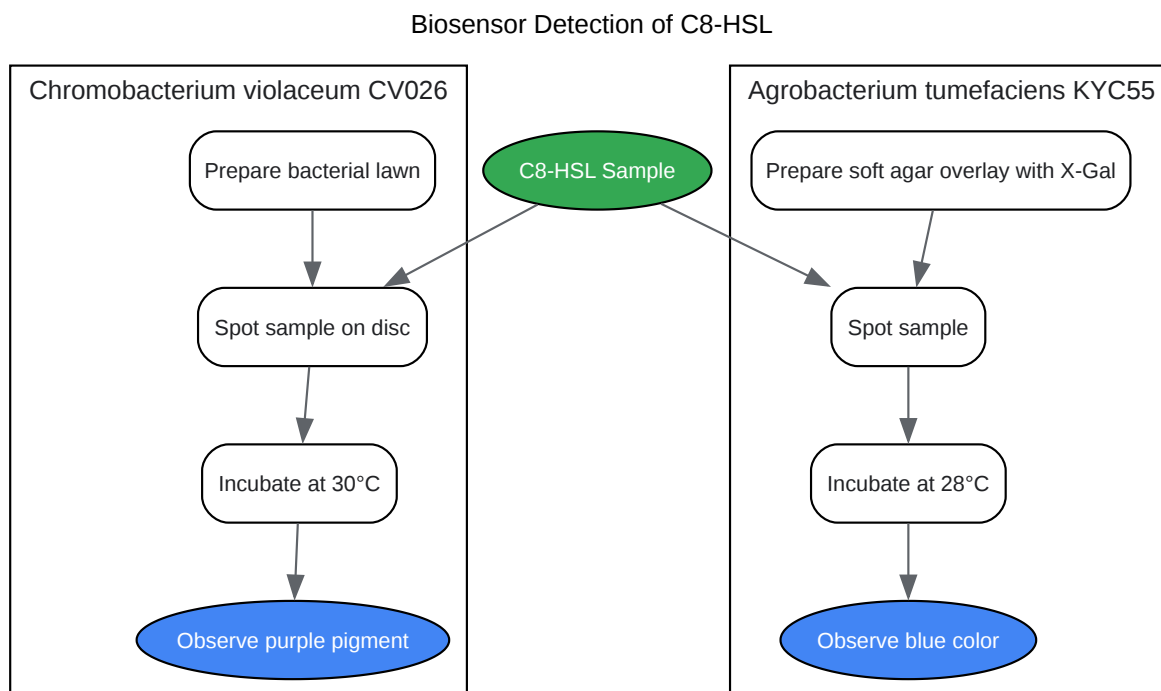 Biosensor Detection of C8-HSL
Chromobacterium violaceum CV026
Prepare bacterial lawn
Spot sample on disc
Incubate at 30°C
Observe purple pigment
C8-HSL Sample
Agrobacterium tumefaciens KYC55
Prepare soft agar overlay with X-Gal
Spot sample
Incubate at 28°C
Observe blue color